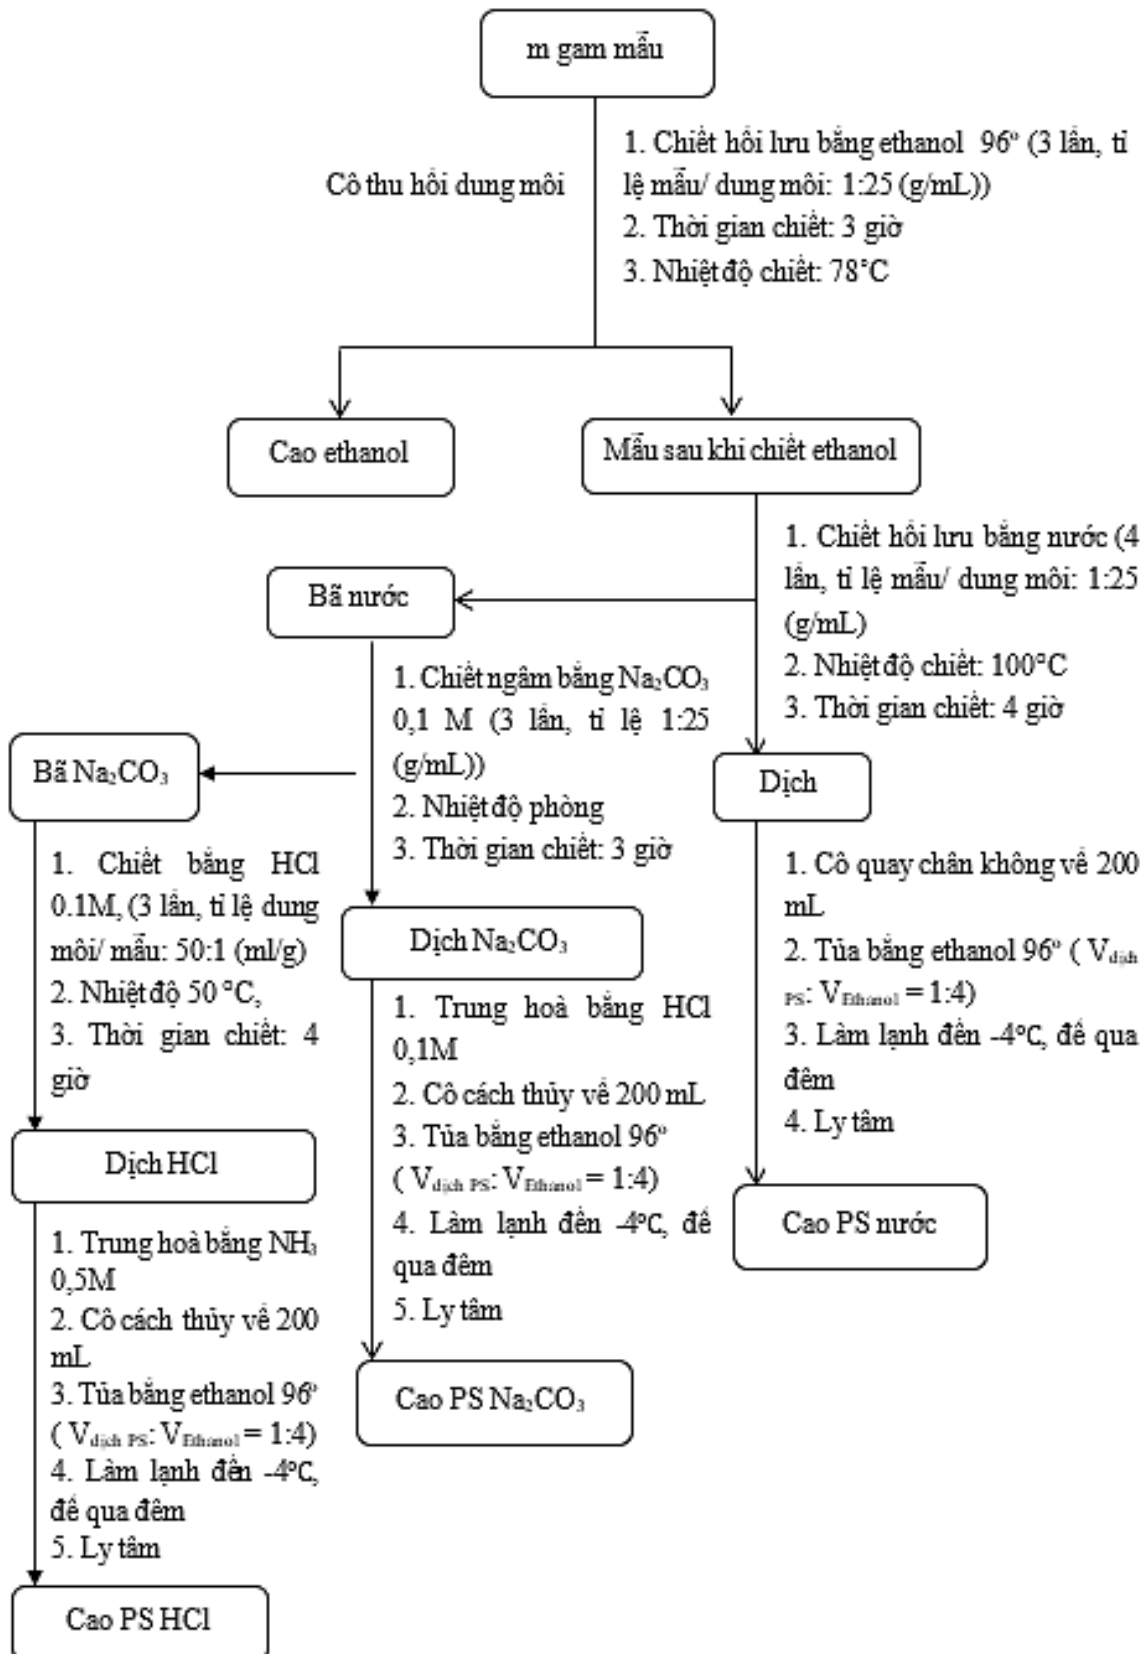 m gam mẫu
Cô thu hồi dung môi
1. Chiết hồi lưu bằng ethanol 96° (3 lần, tỉ
lệ mẫu/ dung môi: 1:25 (g/mL))
2. Thời gian chiết: 3 giờ
3. Nhiệt độ chiết: 78°C
Cao ethanol
Mẫu sau khi chiết ethanol
1. Chiết hồi lưu bằng nước (4
lần, tỉ lệ mẫu/ dung môi: 1:25
(g/mL)
2. Nhiệt độ chiết: 100°C
3. Thời gian chiết: 4 giờ
Bã nước
1. Chiết ngâm bằng Na₂CO₃
0,1 M (3 lần, tỉ lệ 1:25
(g/mL))
2. Nhiệt độ phòng
3. Thời gian chiết: 3 giờ
Bã Na₂CO₃
Dịch
1. Chiết bằng HCl
0.1M, (3 lần, tỉ lệ dung
môi/ mẫu: 50:1 (ml/g)
2. Nhiệt độ 50 °C,
3. Thời gian chiết: 4
giờ
Dịch Na₂CO₃
1. Cô quay chân không về 200
mL
2. Tủa bằng ethanol 96° ( V dịch
PS: V Ethanol = 1:4)
3. Làm lạnh đến -4°C, để qua
đêm
4. Ly tâm
1. Trung hoà bằng HCl
0,1M
2. Cô cách thủy về 200 mL
3. Tủa bằng ethanol 96°
( V dịch PS: V Ethanol = 1:4)
4. Làm lạnh đến -4°C, để
qua đêm
5. Ly tâm
Dịch HCl
Cao PS nước
1. Trung hoà bằng NH₃
0,5M
2. Cô cách thủy về 200
mL
3. Tủa bằng ethanol 96°
( V dịch PS: V Ethanol = 1:4)
4. Làm lạnh đến -4°C,
để qua đêm
5. Ly tâm
Cao PS Na₂CO₃
Cao PS HCl